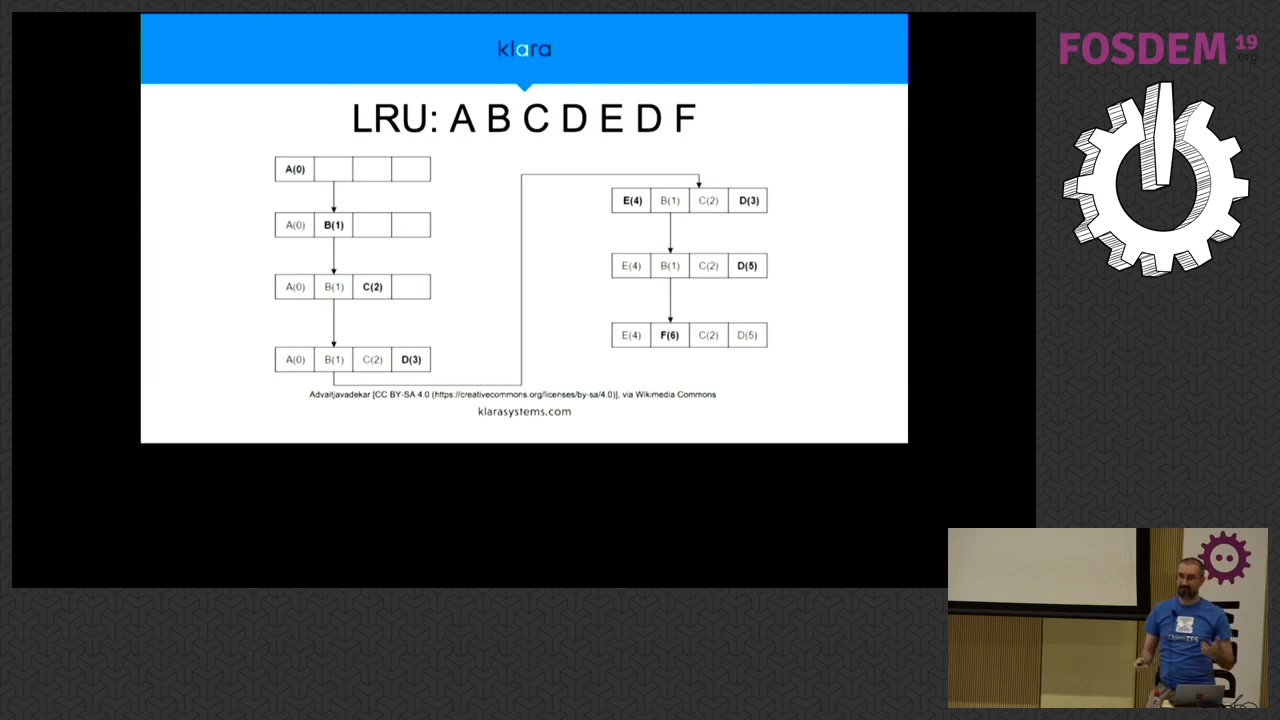 klara
FOSDEM 19
.org
LRU: A B C D E D F
A(0)
A(0) B(1)
A(0) B(1) C(2)
A(0) B(1) C(2) D(3)
E(4) B(1) C(2) D(3)
E(4) B(1) C(2) D(5)
E(4) F(6) C(2) D(5)
Advaitjavadekar [CC BY-SA 4.0 (https://creativecommons.org/licenses/by-sa/4.0)], via Wikimedia Commons
klarasystems.com
OpenZFS